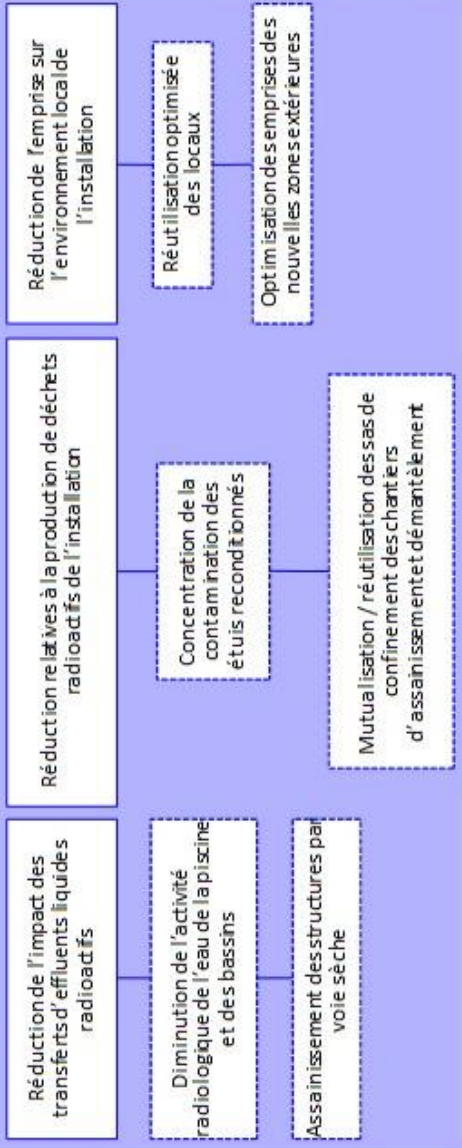 Réduction de l'impact des
transferts d'effluents liquides
radioactifs
Diminution de l'activité
radiologique de l'eau de la piscine
et des bassins
Assainissement des structures par
voie sèche
Réduction relatives à la production de déchets
radioactifs de l'installation
Concentration de la
contamination des
étuis reconditionnés
Mutualisation / réutilisation des sas de
confinement des chantiers
d'assainissement et démantèlement
Réduction de l'emprise sur
l'environnement local de
l'installation
Réutilisation optimisée
des locaux
Optimisation des emprises des
nouvelles zones extérieures